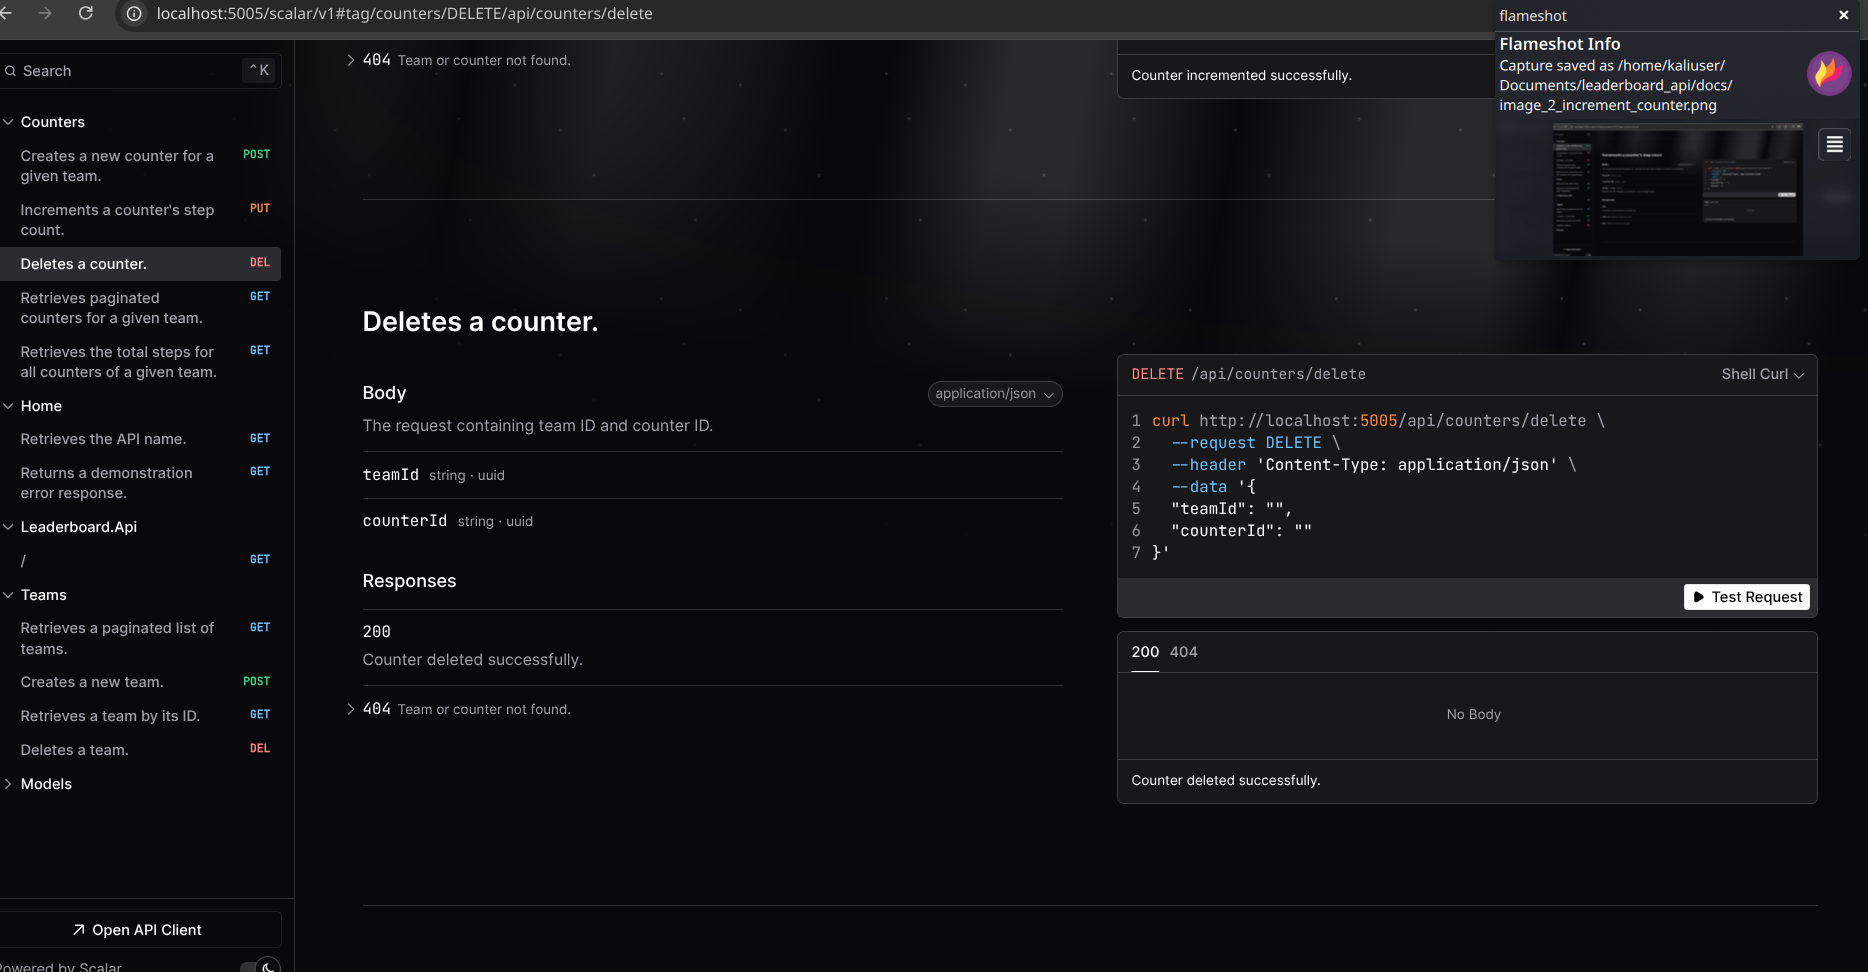 localhost:5005/scalar/v1#tag/counters/DELETE/api/counters/delete
flameshot
Flameshot Info
Capture saved as /home/kaliuser/
Documents/leaderboard_api/docs/
image_2_increment_counter.png
Search
^ K
Counters
Creates a new counter for a
given team.
POST
Increments a counter's step
count.
PUT
Deletes a counter.
DEL
Retrieves paginated
counters for a given team.
GET
Retrieves the total steps for
all counters of a given team.
GET
Home
Retrieves the API name.
GET
Returns a demonstration
error response.
GET
Leaderboard.Api
/
GET
Teams
Retrieves a paginated list of
teams.
GET
Creates a new team.
POST
Retrieves a team by its ID.
GET
Deletes a team.
DEL
Models
Open API Client
Powered by Scalar
404 Team or counter not found.
Counter incremented successfully.
Deletes a counter.
Body
application/json
The request containing team ID and counter ID.
teamId string · uuid
counterId string · uuid
Responses
200
Counter deleted successfully.
404 Team or counter not found.
DELETE /api/counters/delete
Shell Curl
1 curl http://localhost:5005/api/counters/delete \
2 --request DELETE \
3 --header 'Content-Type: application/json' \
4 --data '{
5 "teamId": "",
6 "counterId": ""
7 }'
Test Request
200 404
No Body
Counter deleted successfully.